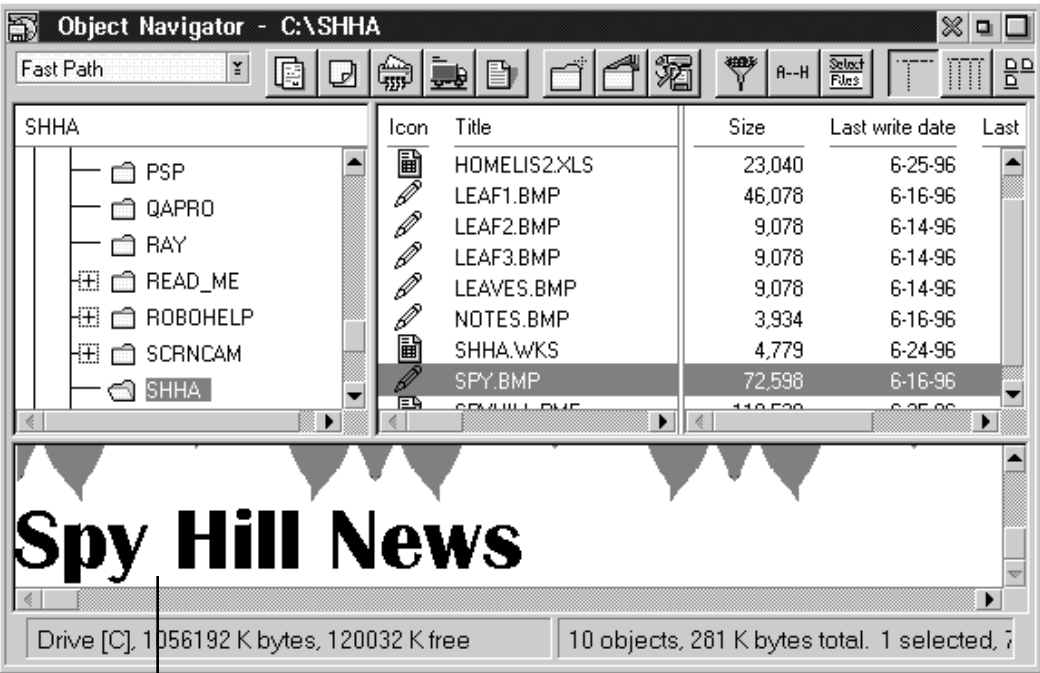 Object Navigator - C:\SHHA
Fast Path
A--H
Select
Files
SHHA
Icon Title Size Last write date Last
PSP
QAPRO
RAY
READ_ME
ROBOHELP
SCRNCAM
SHHA
HOMELIS2.XLS 23,040 6-25-96
LEAF1.BMP 46,078 6-16-96
LEAF2.BMP 9,078 6-14-96
LEAF3.BMP 9,078 6-14-96
LEAVES.BMP 9,078 6-14-96
NOTES.BMP 3,934 6-16-96
SHHA.WKS 4,779 6-24-96
SPY.BMP 72,598 6-16-96
Spy Hill News
Drive [C], 1056192 K bytes, 120032 K free
10 objects, 281 K bytes total. 1 selected,